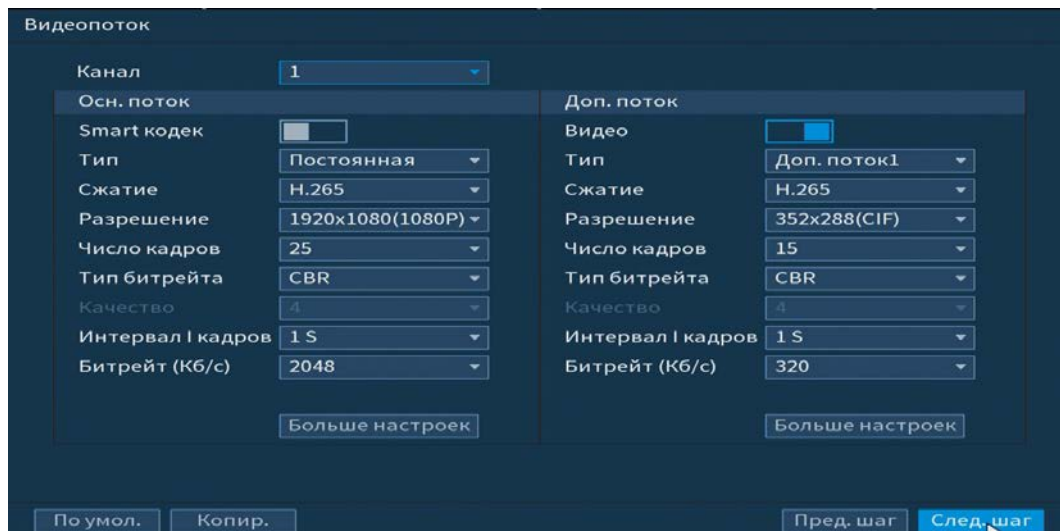 Видеопоток
Канал 1
Осн. поток Доп. поток
Smart кодек Видео
Тип Постоянная Тип Доп. поток1
Сжатие H.265 Сжатие H.265
Разрешение 1920x1080(1080P) Разрешение 352x288(CIF)
Число кадров 25 Число кадров 15
Тип битрейта CBR Тип битрейта CBR
Качество 4 Качество 4
Интервал I кадров 1 S Интервал I кадров 1 S
Битрейт (Кб/с) 2048 Битрейт (Кб/с) 320
Больше настроек Больше настроек
По умол. Копир. Пред. шаг След. шаг